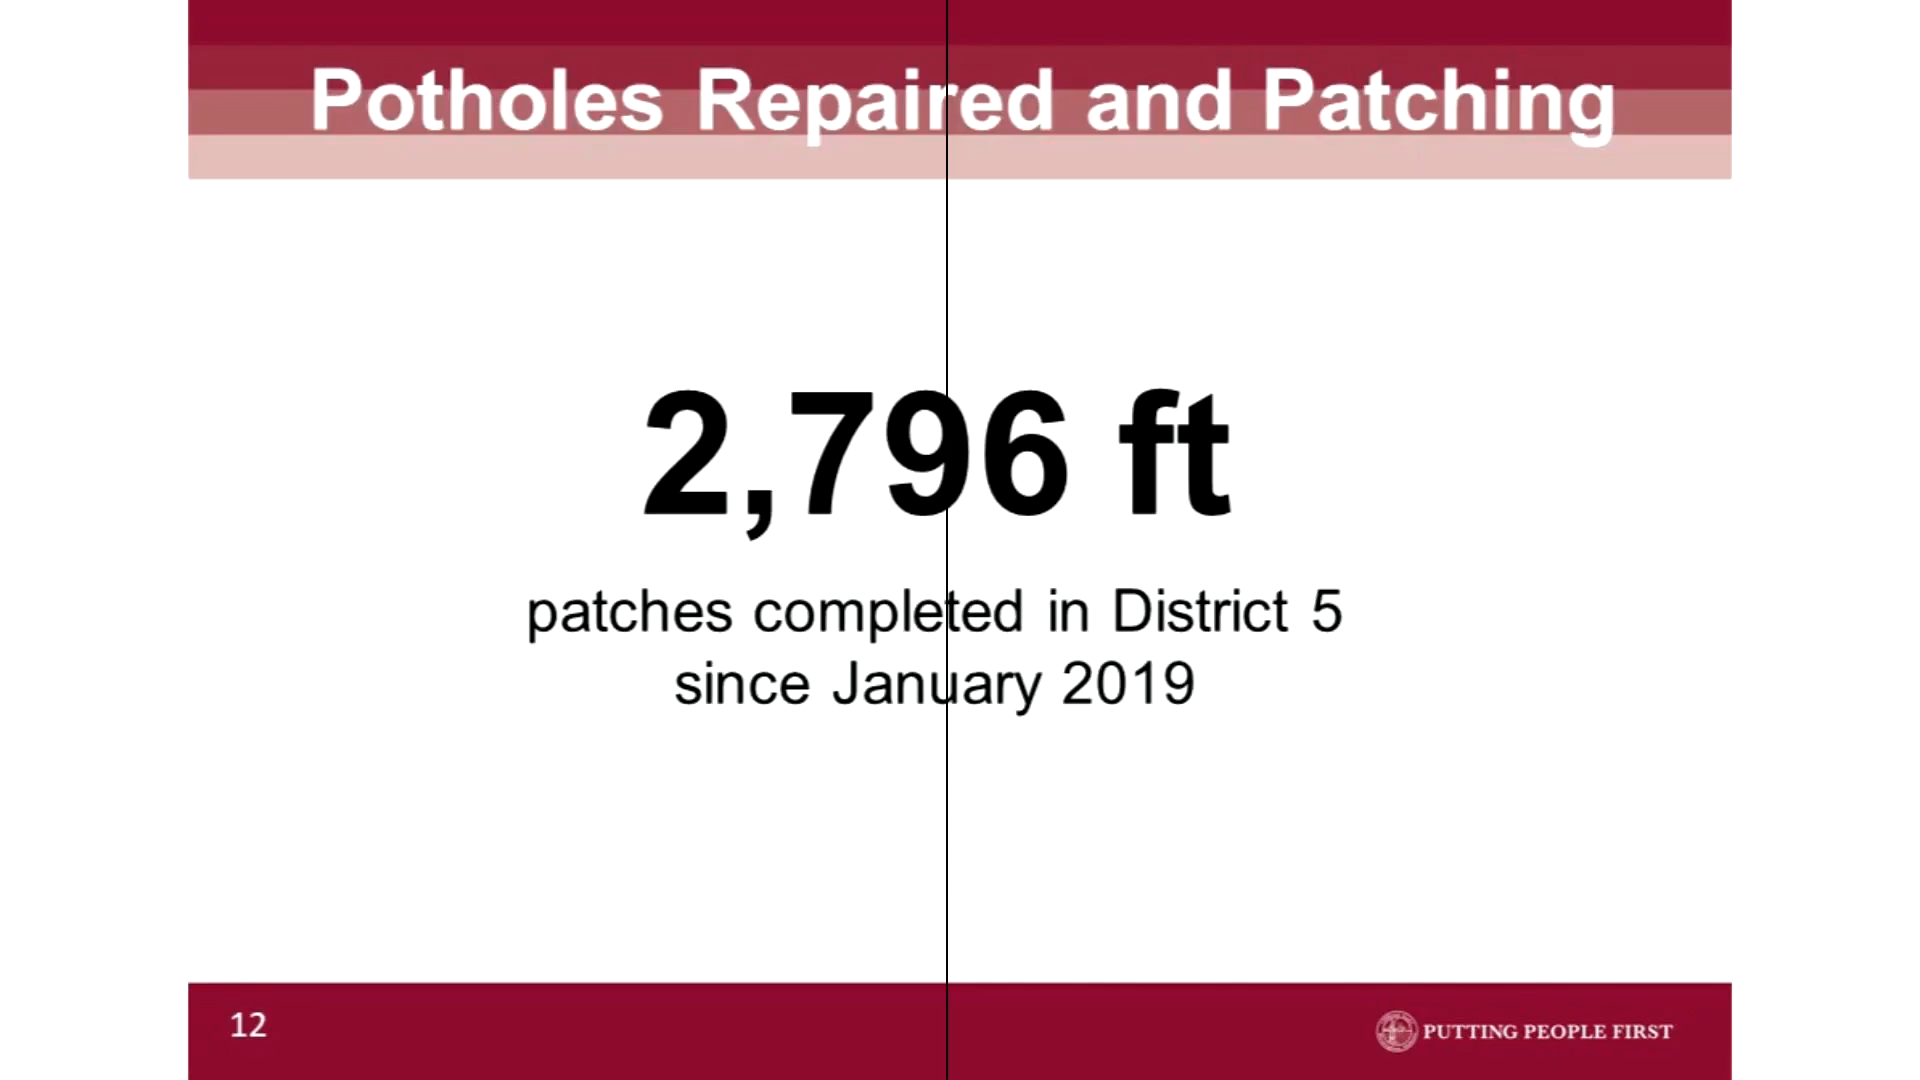 Potholes Repaired and Patching
2,796 ft
patches completed in District 5
since January 2019
12
PUTTING PEOPLE FIRST